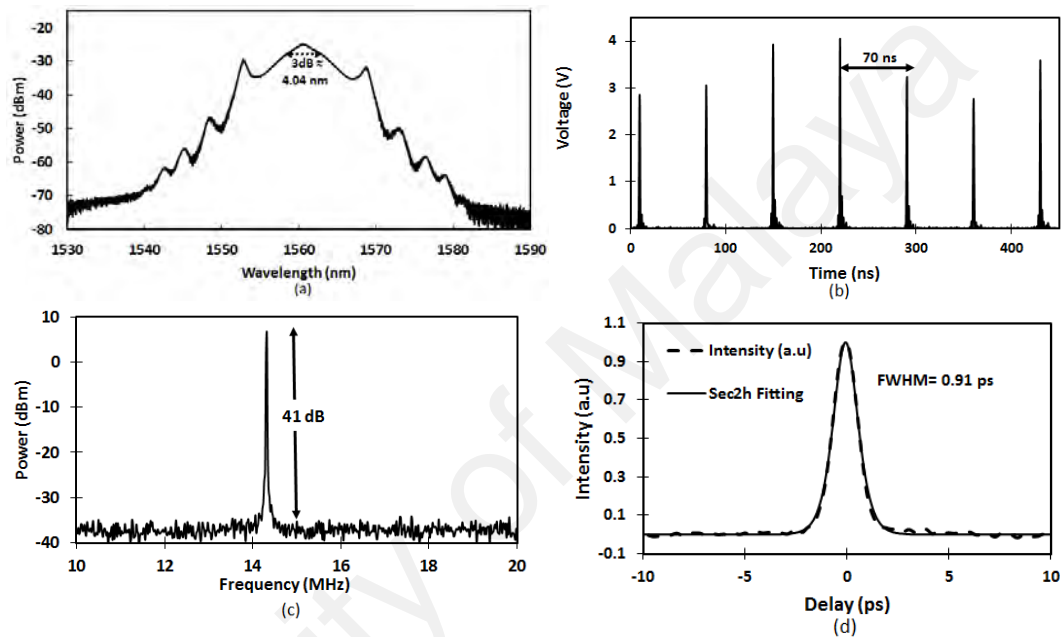 -20
-30
-40
-50
-60
-70
-80
Power (dBm)
3dB ≈
4.04 nm
1530 1540 1550 1560 1570 1580 1590
Wavelength (nm)
(a)
4
3
2
1
0
Voltage (V)
70 ns
0 100 200 300 400
Time (ns)
(b)
10
0
-10
-20
-30
-40
Power (dBm)
41 dB
10 12 14 16 18 20
Frequency (MHz)
(c)
1.1
0.9
0.7
0.5
0.3
0.1
-0.1
Intensity (a.u)
Intensity (a.u)
Sec2h Fitting
FWHM= 0.91 ps
-10 -5 0 5 10
Delay (ps)
(d)
ity of Malaya